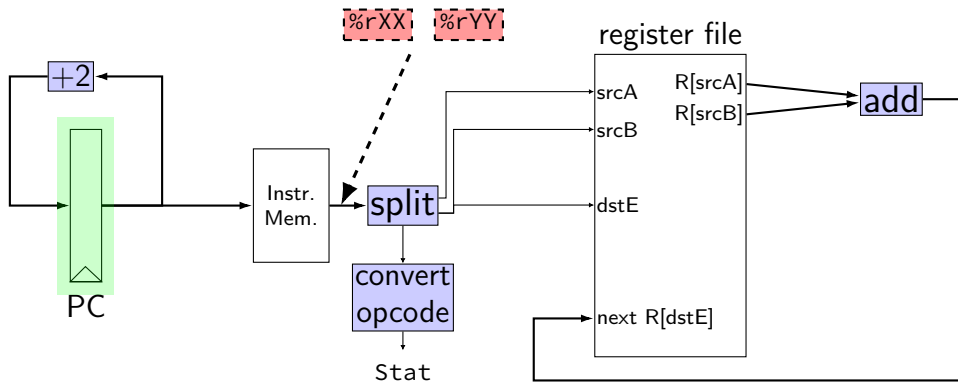 %rXX %rYY
register file
+2
R[srcA]
srcA
add
R[srcB]
srcB
Instr.
Mem.
split
dstE
convert
opcode
PC
next R[dstE]
Stat